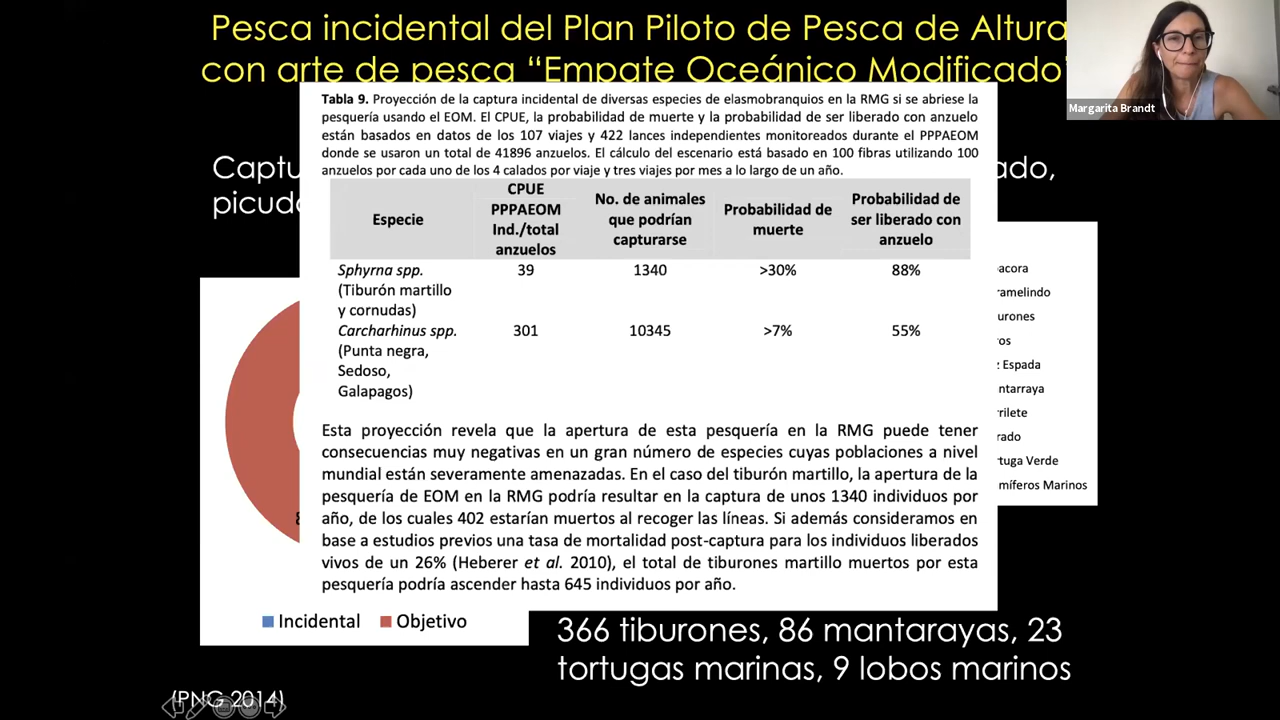 Pesca incidental del Plan Piloto de Pesca de Altura
con arte de pesca “Empate Oceánico Modificado”
Margarita Brandt
Tabla 9. Proyección de la captura incidental de diversas especies de elasmobranquios en la RMG si se abriese la
pesquería usando el EOM. El CPUE, la probabilidad de muerte y la probabilidad de ser liberado con anzuelo
están basados en datos de los 107 viajes y 422 lances independientes monitoreados durante el PPPAEOM
donde se usaron un total de 41896 anzuelos. El cálculo del escenario está basado en 100 fibras utilizando 100
anzuelos por cada uno de los 4 calados por viaje y tres viajes por mes a lo largo de un año.
Especie
CPUE
PPPAEOM
Ind./total
anzuelos
No. de animales
que podrían
capturarse
Probabilidad de
muerte
Probabilidad de
ser liberado con
anzuelo
Sphyrna spp. 39 1340 >30% 88%
(Tiburón martillo
y cornudas)
Carcharhinus spp. 301 10345 >7% 55%
(Punta negra,
Sedoso,
Galapagos)
Esta proyección revela que la apertura de esta pesquería en la RMG puede tener
consecuencias muy negativas en un gran número de especies cuyas poblaciones a nivel
mundial están severamente amenazadas. En el caso del tiburón martillo, la apertura de la
pesquería de EOM en la RMG podría resultar en la captura de unos 1340 individuos por
año, de los cuales 402 estarían muertos al recoger las líneas. Si además consideramos en
base a estudios previos una tasa de mortalidad post-captura para los individuos liberados
vivos de un 26% (Heberer et al. 2010), el total de tiburones martillo muertos por esta
pesquería podría ascender hasta 645 individuos por año.
Espada
Verde
Marinos
Incidental Objetivo
366 tiburones, 86 mantarayas, 23
tortugas marinas, 9 lobos marinos
(PNG 2014)